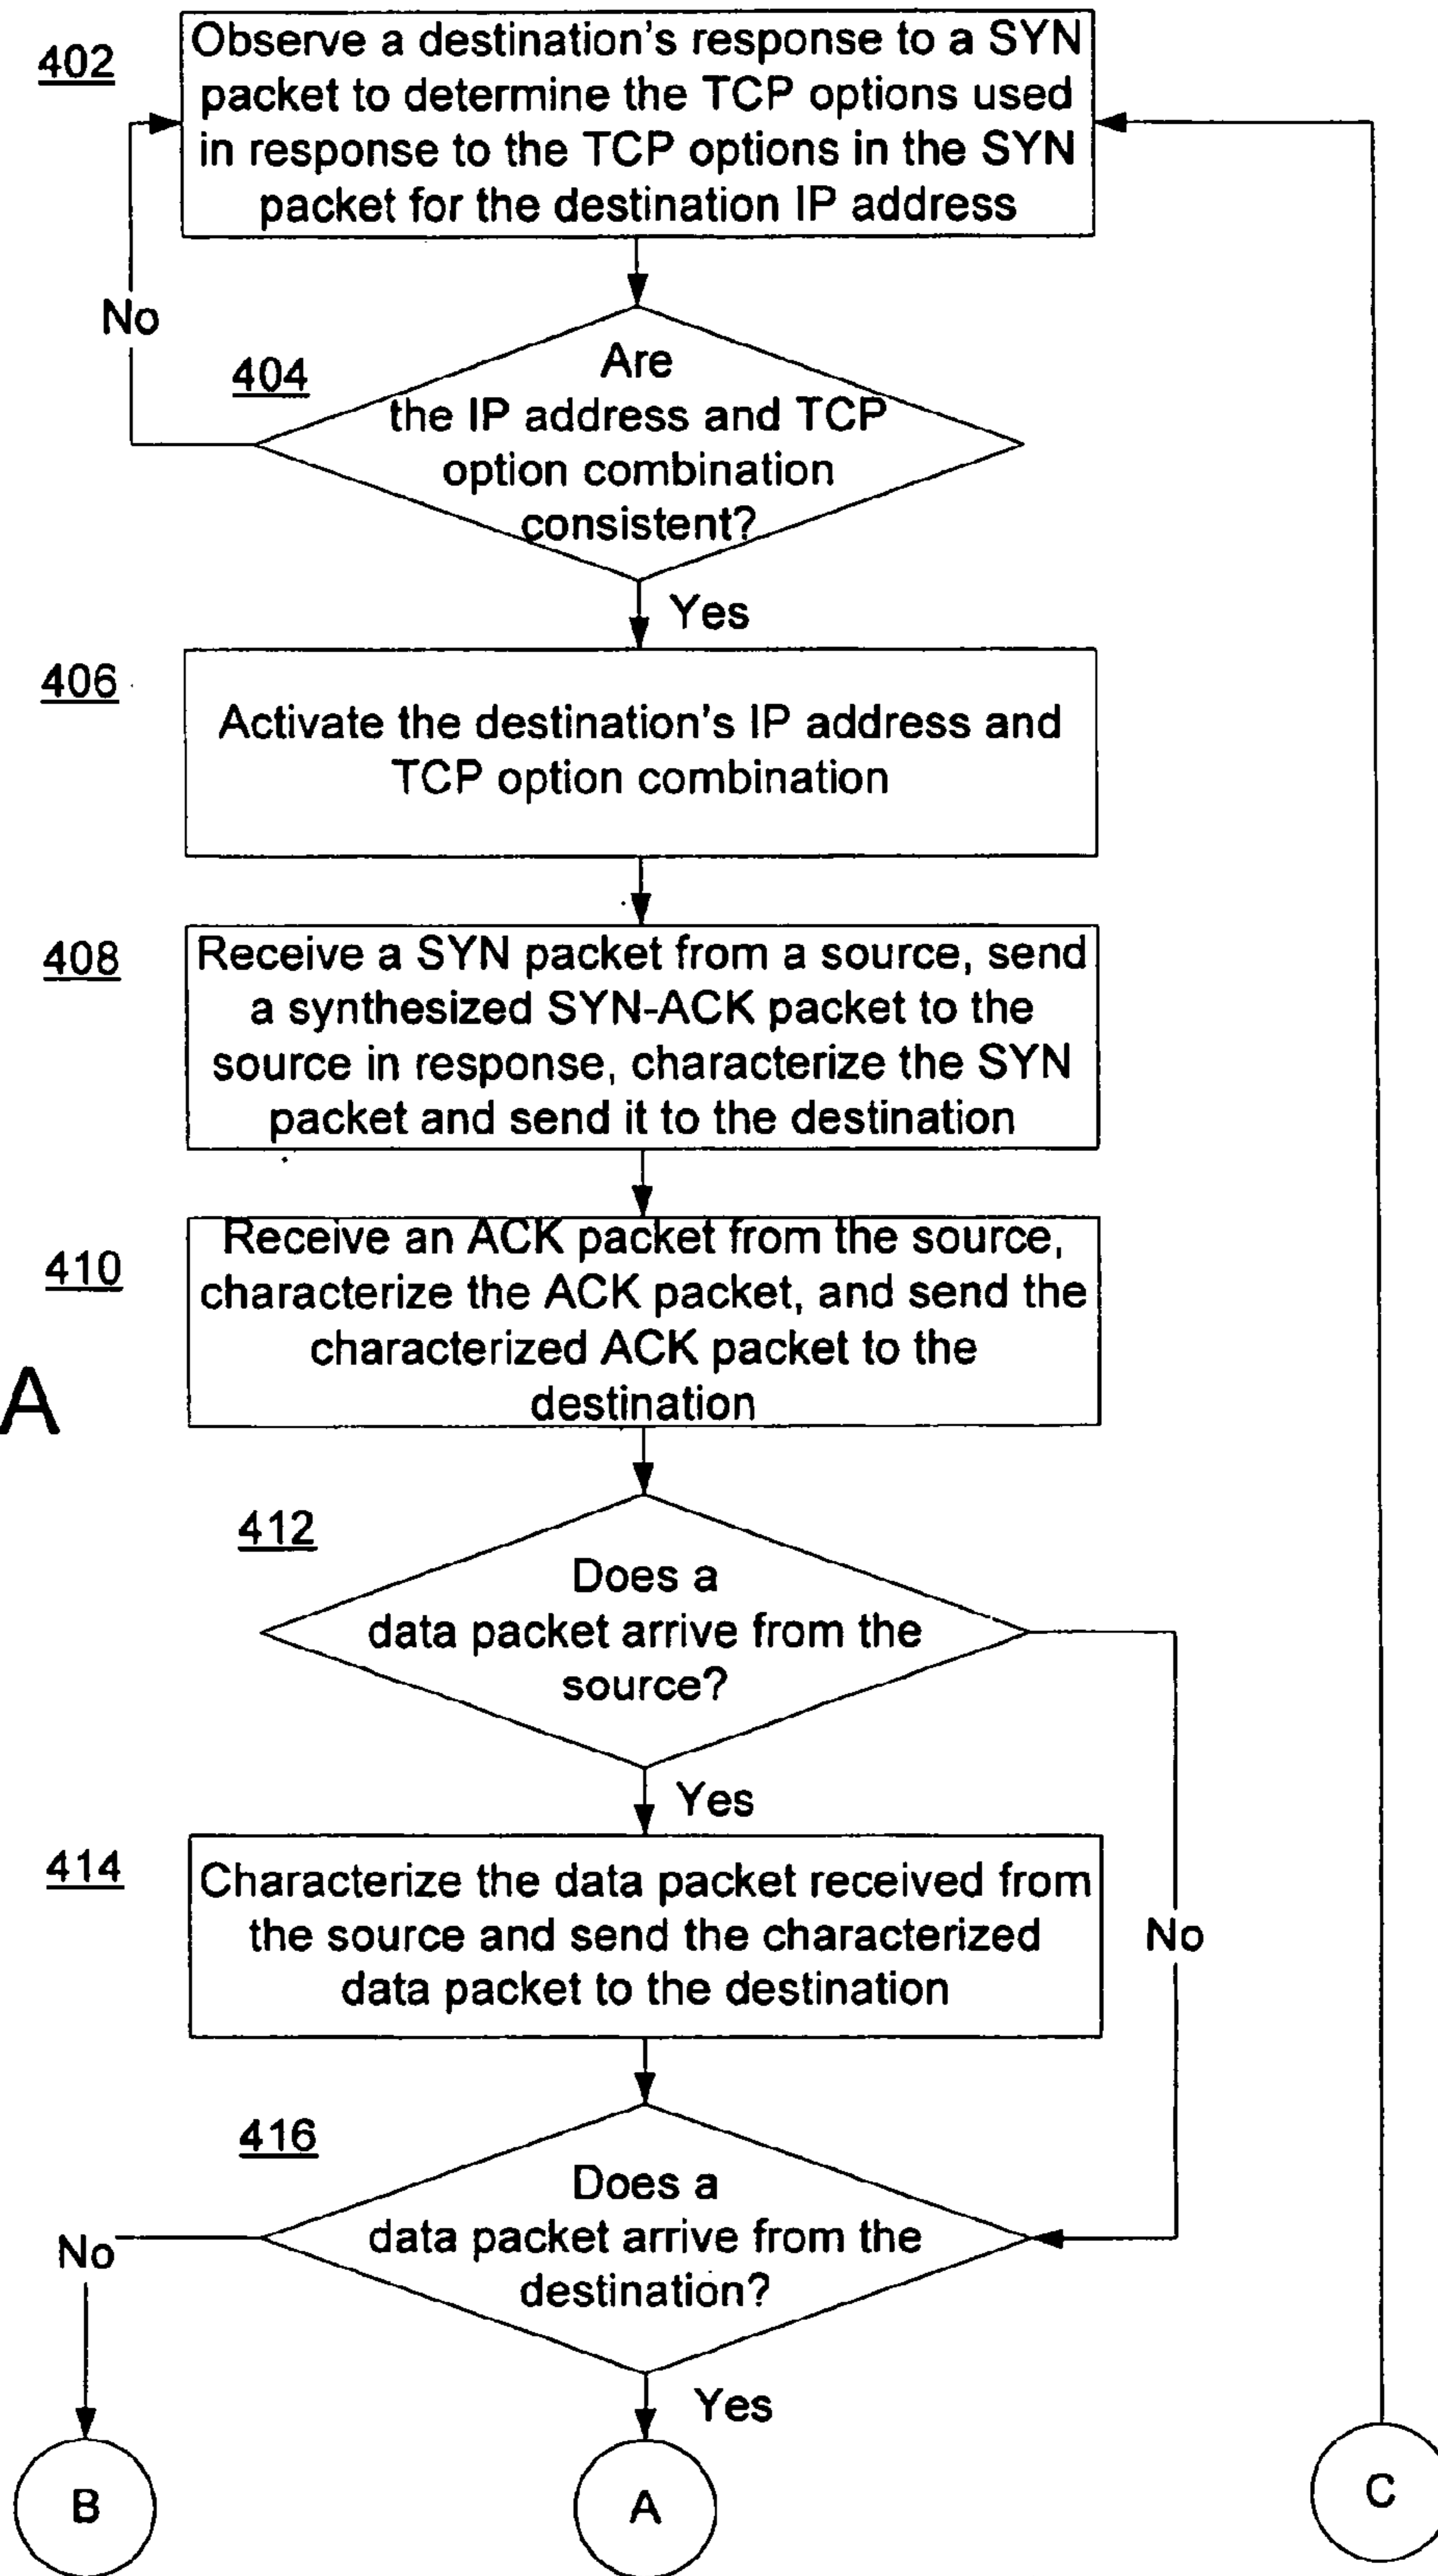 402
Observe a destination's response to a SYN
packet to determine the TCP options used
in response to the TCP options in the SYN
packet for the destination IP address
No
404
Are
the IP address and TCP
option combination
consistent?
Yes
406
Activate the destination's IP address and
TCP option combination
408
Receive a SYN packet from a source, send
a synthesized SYN-ACK packet to the
source in response, characterize the SYN
packet and send it to the destination
410
Receive an ACK packet from the source,
characterize the ACK packet, and send the
characterized ACK packet to the
destination
A
412
Does a
data packet arrive from the
source?
Yes
414
Characterize the data packet received from
the source and send the characterized
data packet to the destination
No
416
Does a
data packet arrive from the
destination?
No
Yes
B
A
C